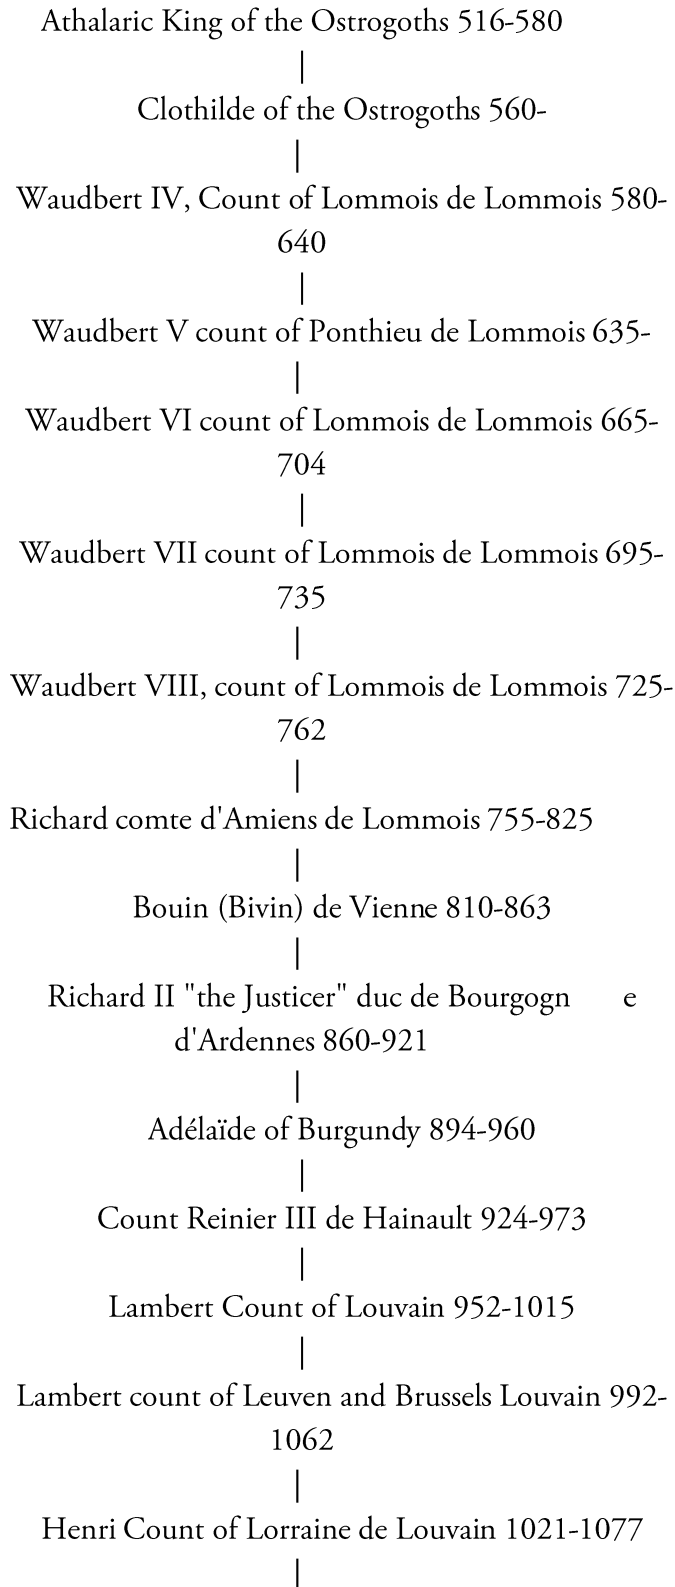 Athalaric King of the Ostrogoths 516-580
|
Clothilde of the Ostrogoths 560-
|
Waudbert IV, Count of Lommois de Lommois 580-
640
|
Waudbert V count of Ponthieu de Lommois 635-
|
Waudbert VI count of Lommois de Lommois 665-
704
|
Waudbert VII count of Lommois de Lommois 695-
735
|
Waudbert VIII, count of Lommois de Lommois 725-
762
|
Richard comte d'Amiens de Lommois 755-825
|
Bouin (Bivin) de Vienne 810-863
|
Richard II "the Justicer" duc de Bourgogn e
d'Ardennes 860-921
|
Adélaïde of Burgundy 894-960
|
Count Reinier III de Hainault 924-973
|
Lambert Count of Louvain 952-1015
|
Lambert count of Leuven and Brussels Louvain 992-
1062
|
Henri Count of Lorraine de Louvain 1021-1077
|